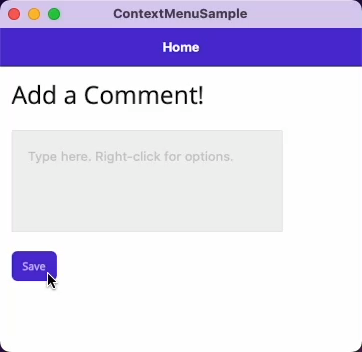 ContextMenuSample
Home
Add a Comment!
Type here. Right-click for options.
Save